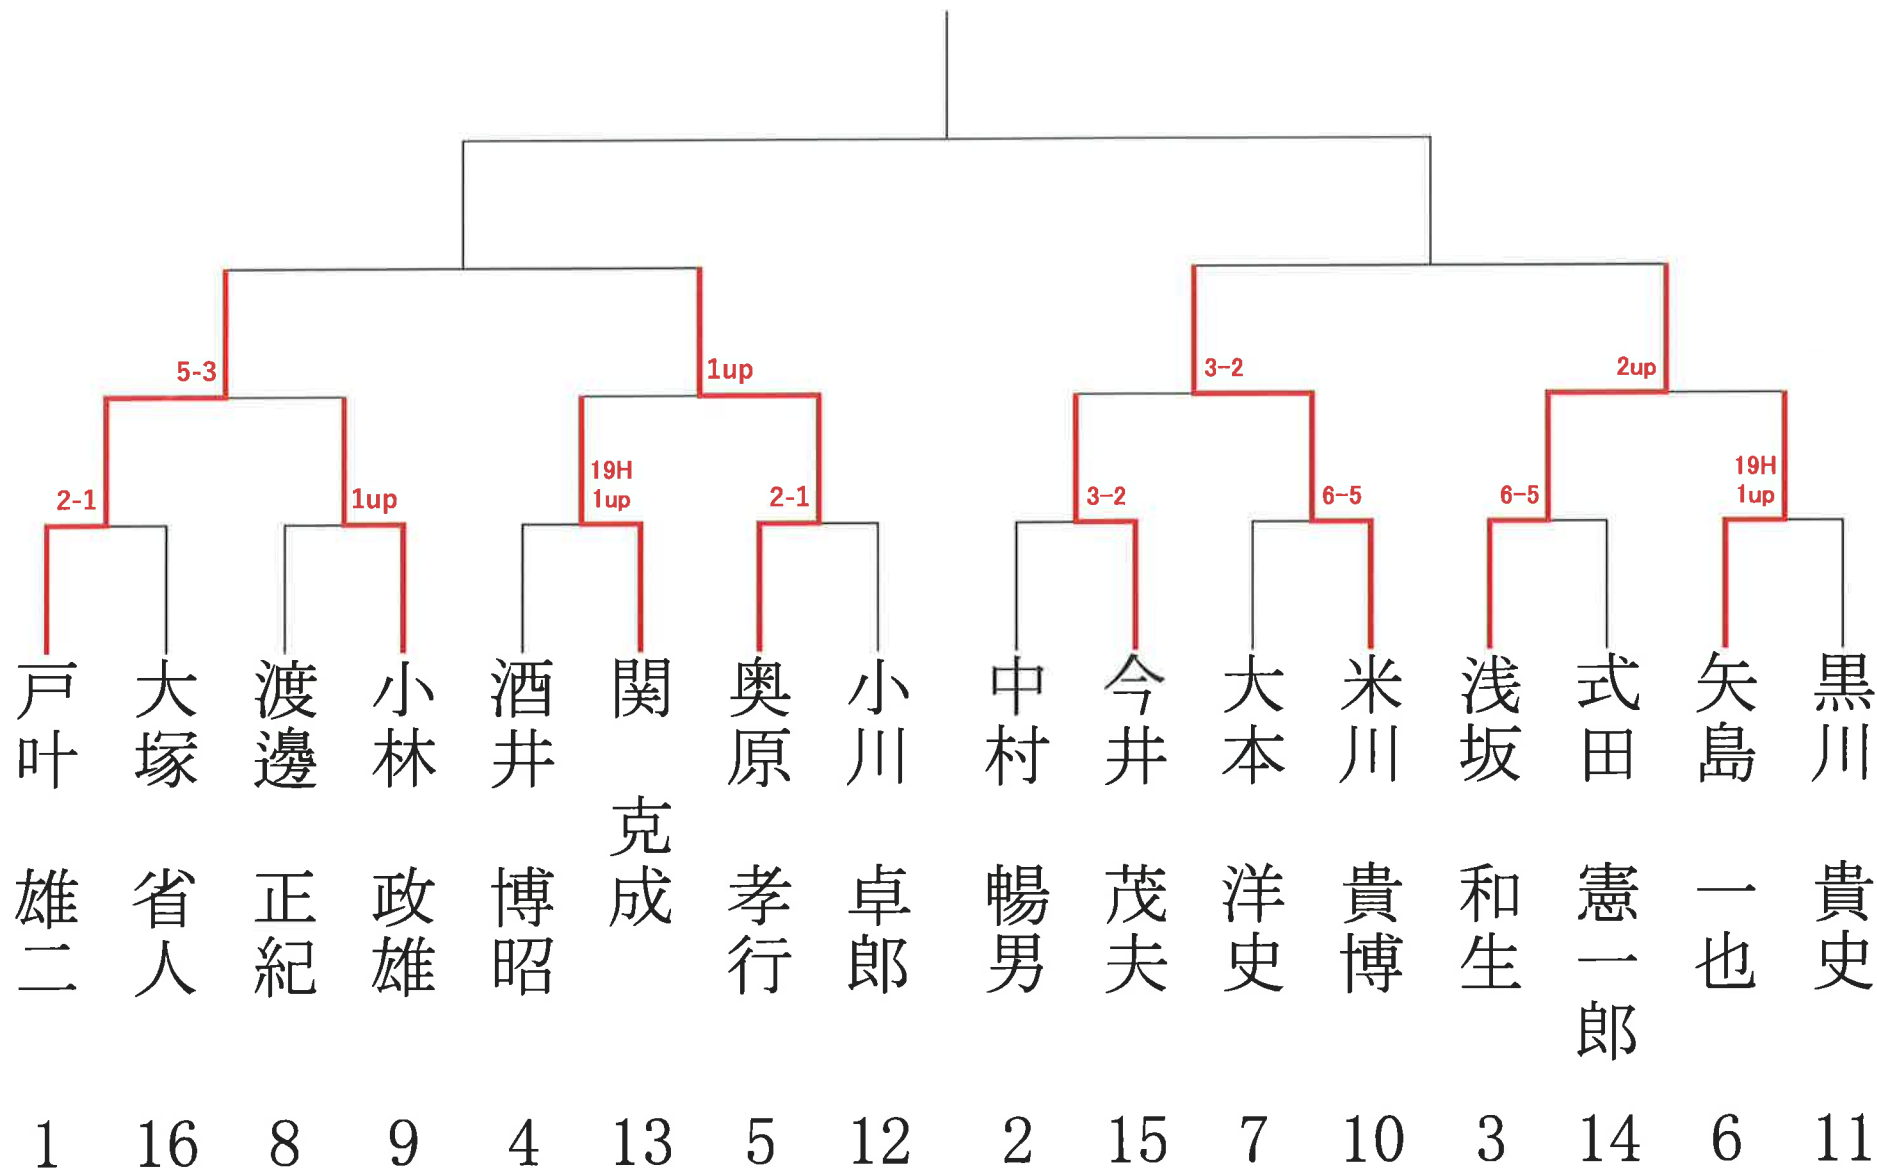 5-3
1up
3-2
2up
2-1
1up
19H
1up
2-1
3-2
6-5
6-5
19H
1up
戸叶 雄二
大塚 省人
渡邊 正紀
小林 政雄
酒井 博昭
関 克成
奥原 孝行
小川 卓郎
中村 暢男
今井 茂夫
大本 洋史
米川 貴博
浅坂 和生
式田 憲一郎
矢島 一也
黒川 貴史
1 16 8 9 4 13 5 12 2 15 7 10 3 14 6 11